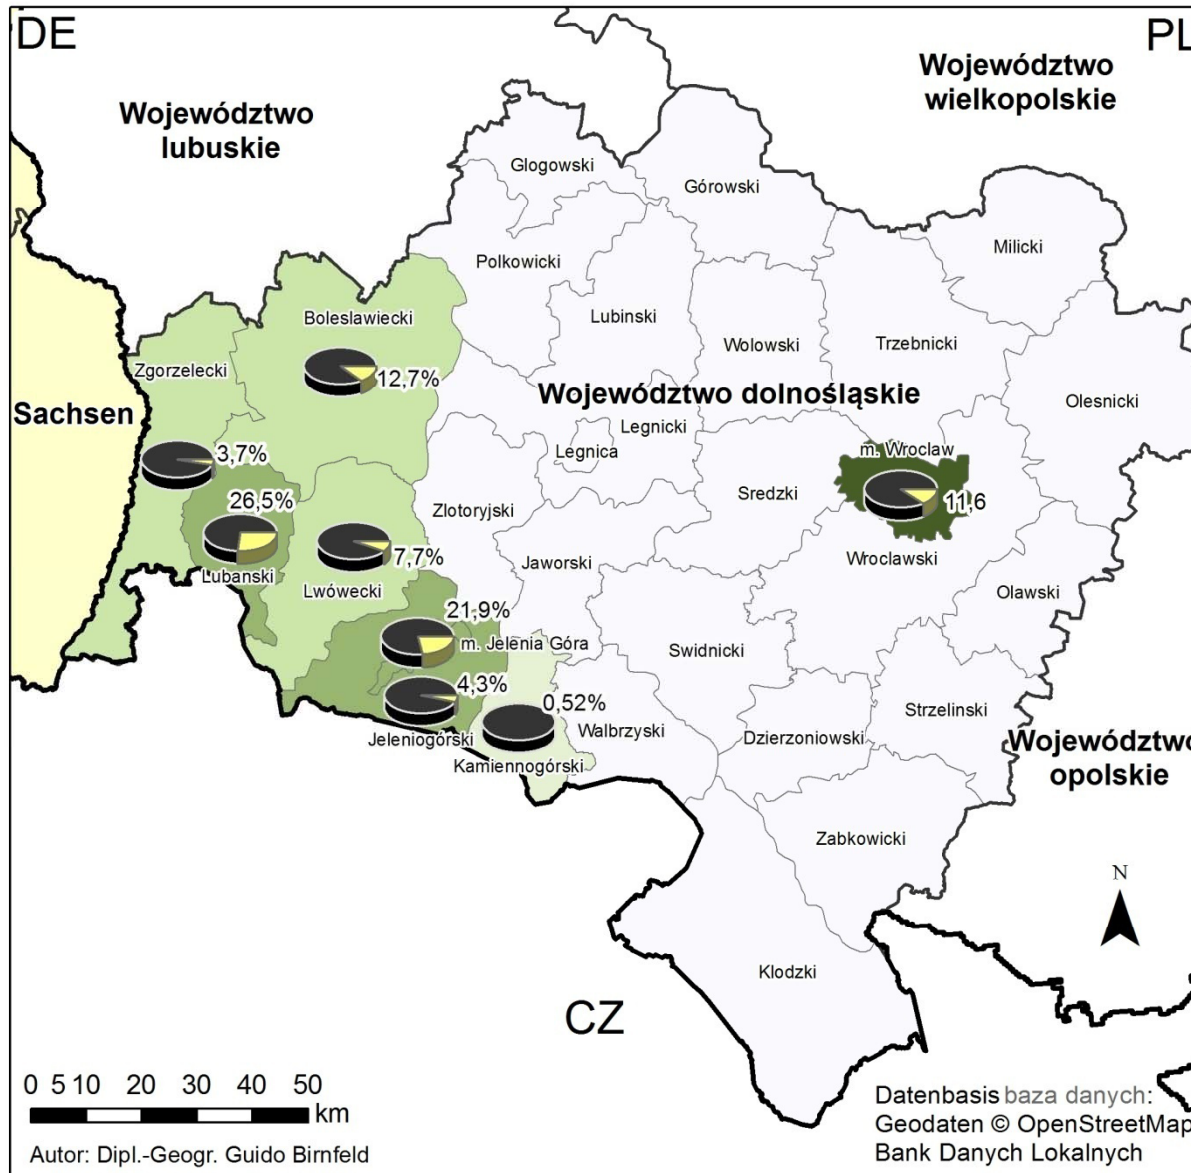 DE
PL
Województwo
wielkopolskie
Województwo
lubuskie
Glogowski
Górowski
Milicki
Polkowicki
Lubinski
Boleslawiecki
Wolowski
Trzebnicki
Zgorzelecki
12,7%
Województwo dolnośląskie
Olesnicki
Sachsen
Legnicki
Legnica
m. Wroclaw
3,7%
26,5%
Zlotoryjski
Sredzki
11,6
7,7%
Lubanski
Lwówecki
Jaworski
Wroclawski
Olawski
21,9%
m. Jelenia Góra
Swidnicki
4,3%
0,52%
Jeleniogórski
Walbrzyski
Dzierzoniowski
Strzelinski
Kamiennogórski
Województwo
opolskie
Zabkowicki
N
Klodzki
CZ
0 5 10 20 30 40 50
km
Autor: Dipl.-Geogr. Guido Birnfeld
Datenbasis baza danych:
Geodaten © OpenStreetMap
Bank Danych Lokalnych